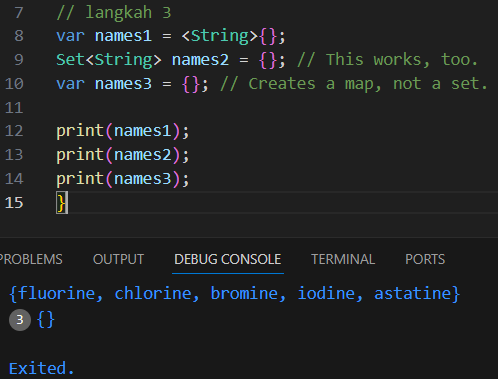 7 // langkah 3
8 var names1 = <String>{};
9 Set<String> names2 = {}; // This works, too.
10 var names3 = {}; // Creates a map, not a set.
11
12 print(names1);
13 print(names2);
14 print(names3);
15 }
PROBLEMS OUTPUT DEBUG CONSOLE TERMINAL PORTS
{fluorine, chlorine, bromine, iodine, astatine}
3 {}
Exited.